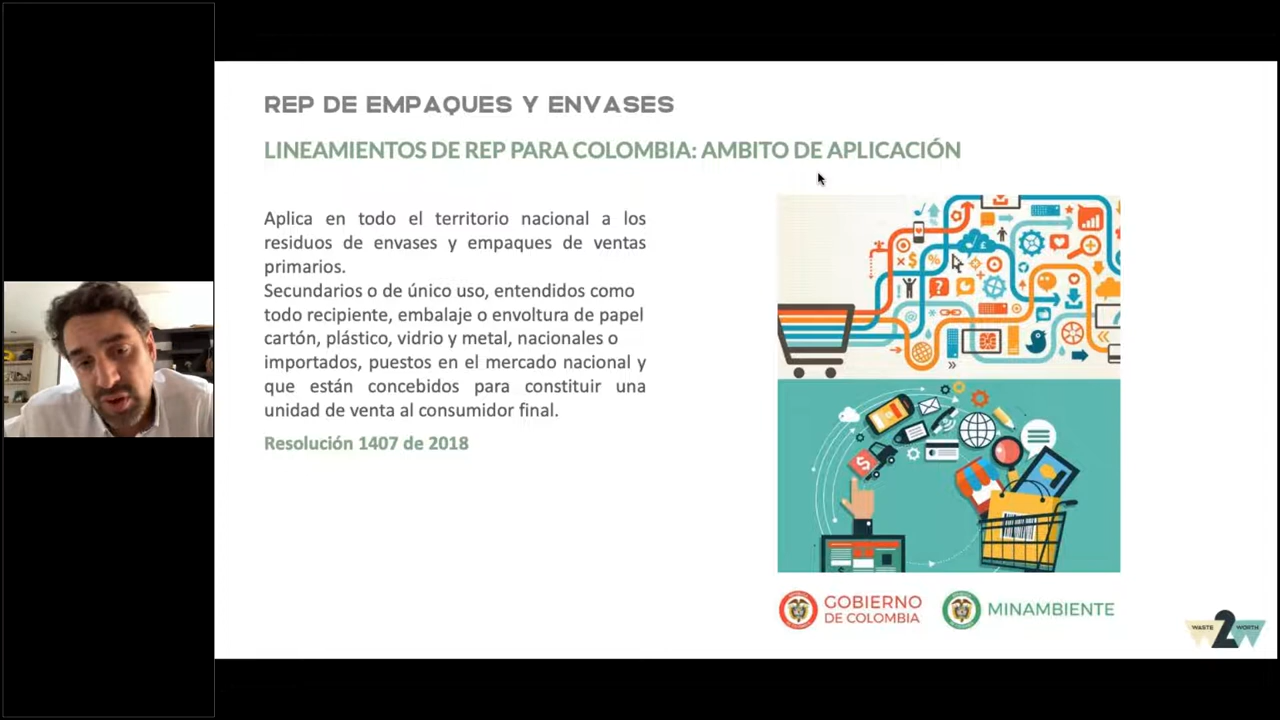 REP DE EMPAQUES Y ENVASES
LINEAMIENTOS DE REP PARA COLOMBIA: AMBITO DE APLICACIÓN
Aplica en todo el territorio nacional a los
residuos de envases y empaques de ventas
primarios.
Secundarios o de único uso, entendidos como
todo recipiente, embalaje o envoltura de papel
cartón, plástico, vidrio y metal, nacionales o
importados, puestos en el mercado nacional y
que están concebidos para constituir una
unidad de venta al consumidor final.
Resolución 1407 de 2018
GOBIERNO
DE COLOMBIA
MINAMBIENTE
WASTE 2 WORTH